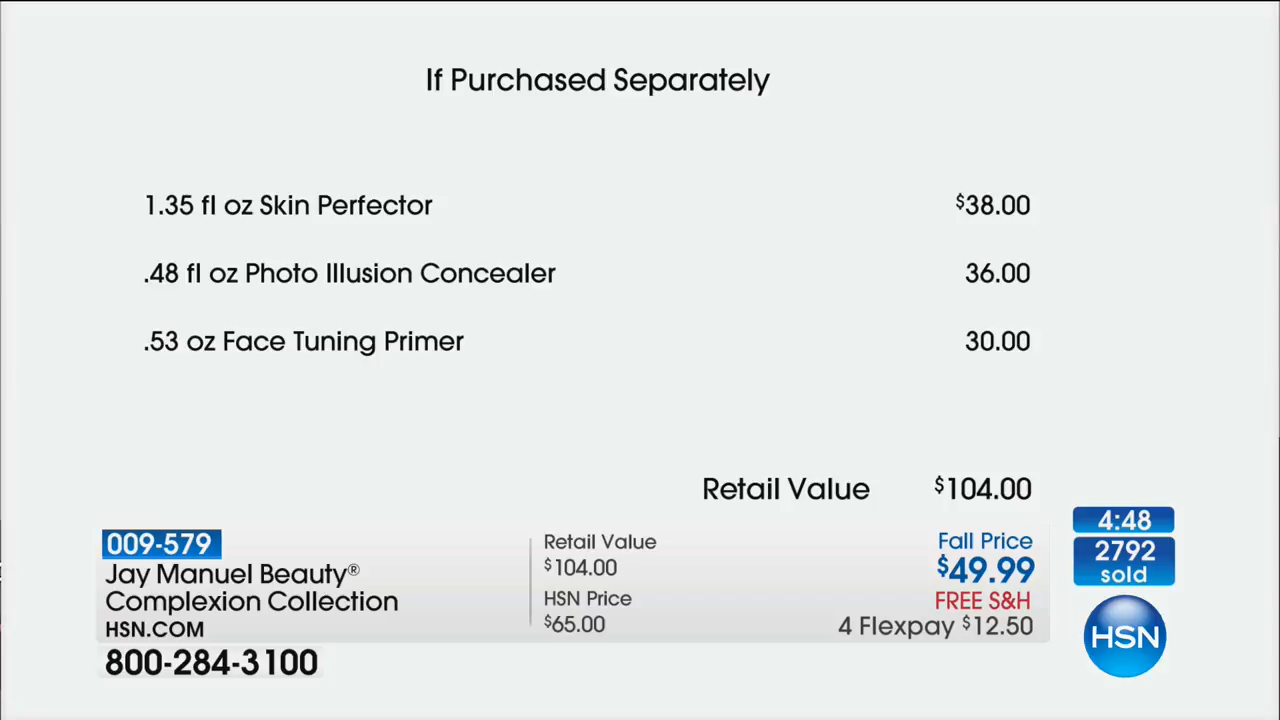 If Purchased Separately
1.35 fl oz Skin Perfector $38.00
.48 fl oz Photo Illusion Concealer 36.00
.53 oz Face Tuning Primer 30.00
Retail Value $104.00
009-579
Jay Manuel Beauty®
Complexion Collection
HSN.COM
800-284-3100
Retail Value
$104.00
HSN Price
$65.00
Fall Price
$49.99
FREE S&H
4 Flexpay $12.50
4:48
2792
sold
HSN